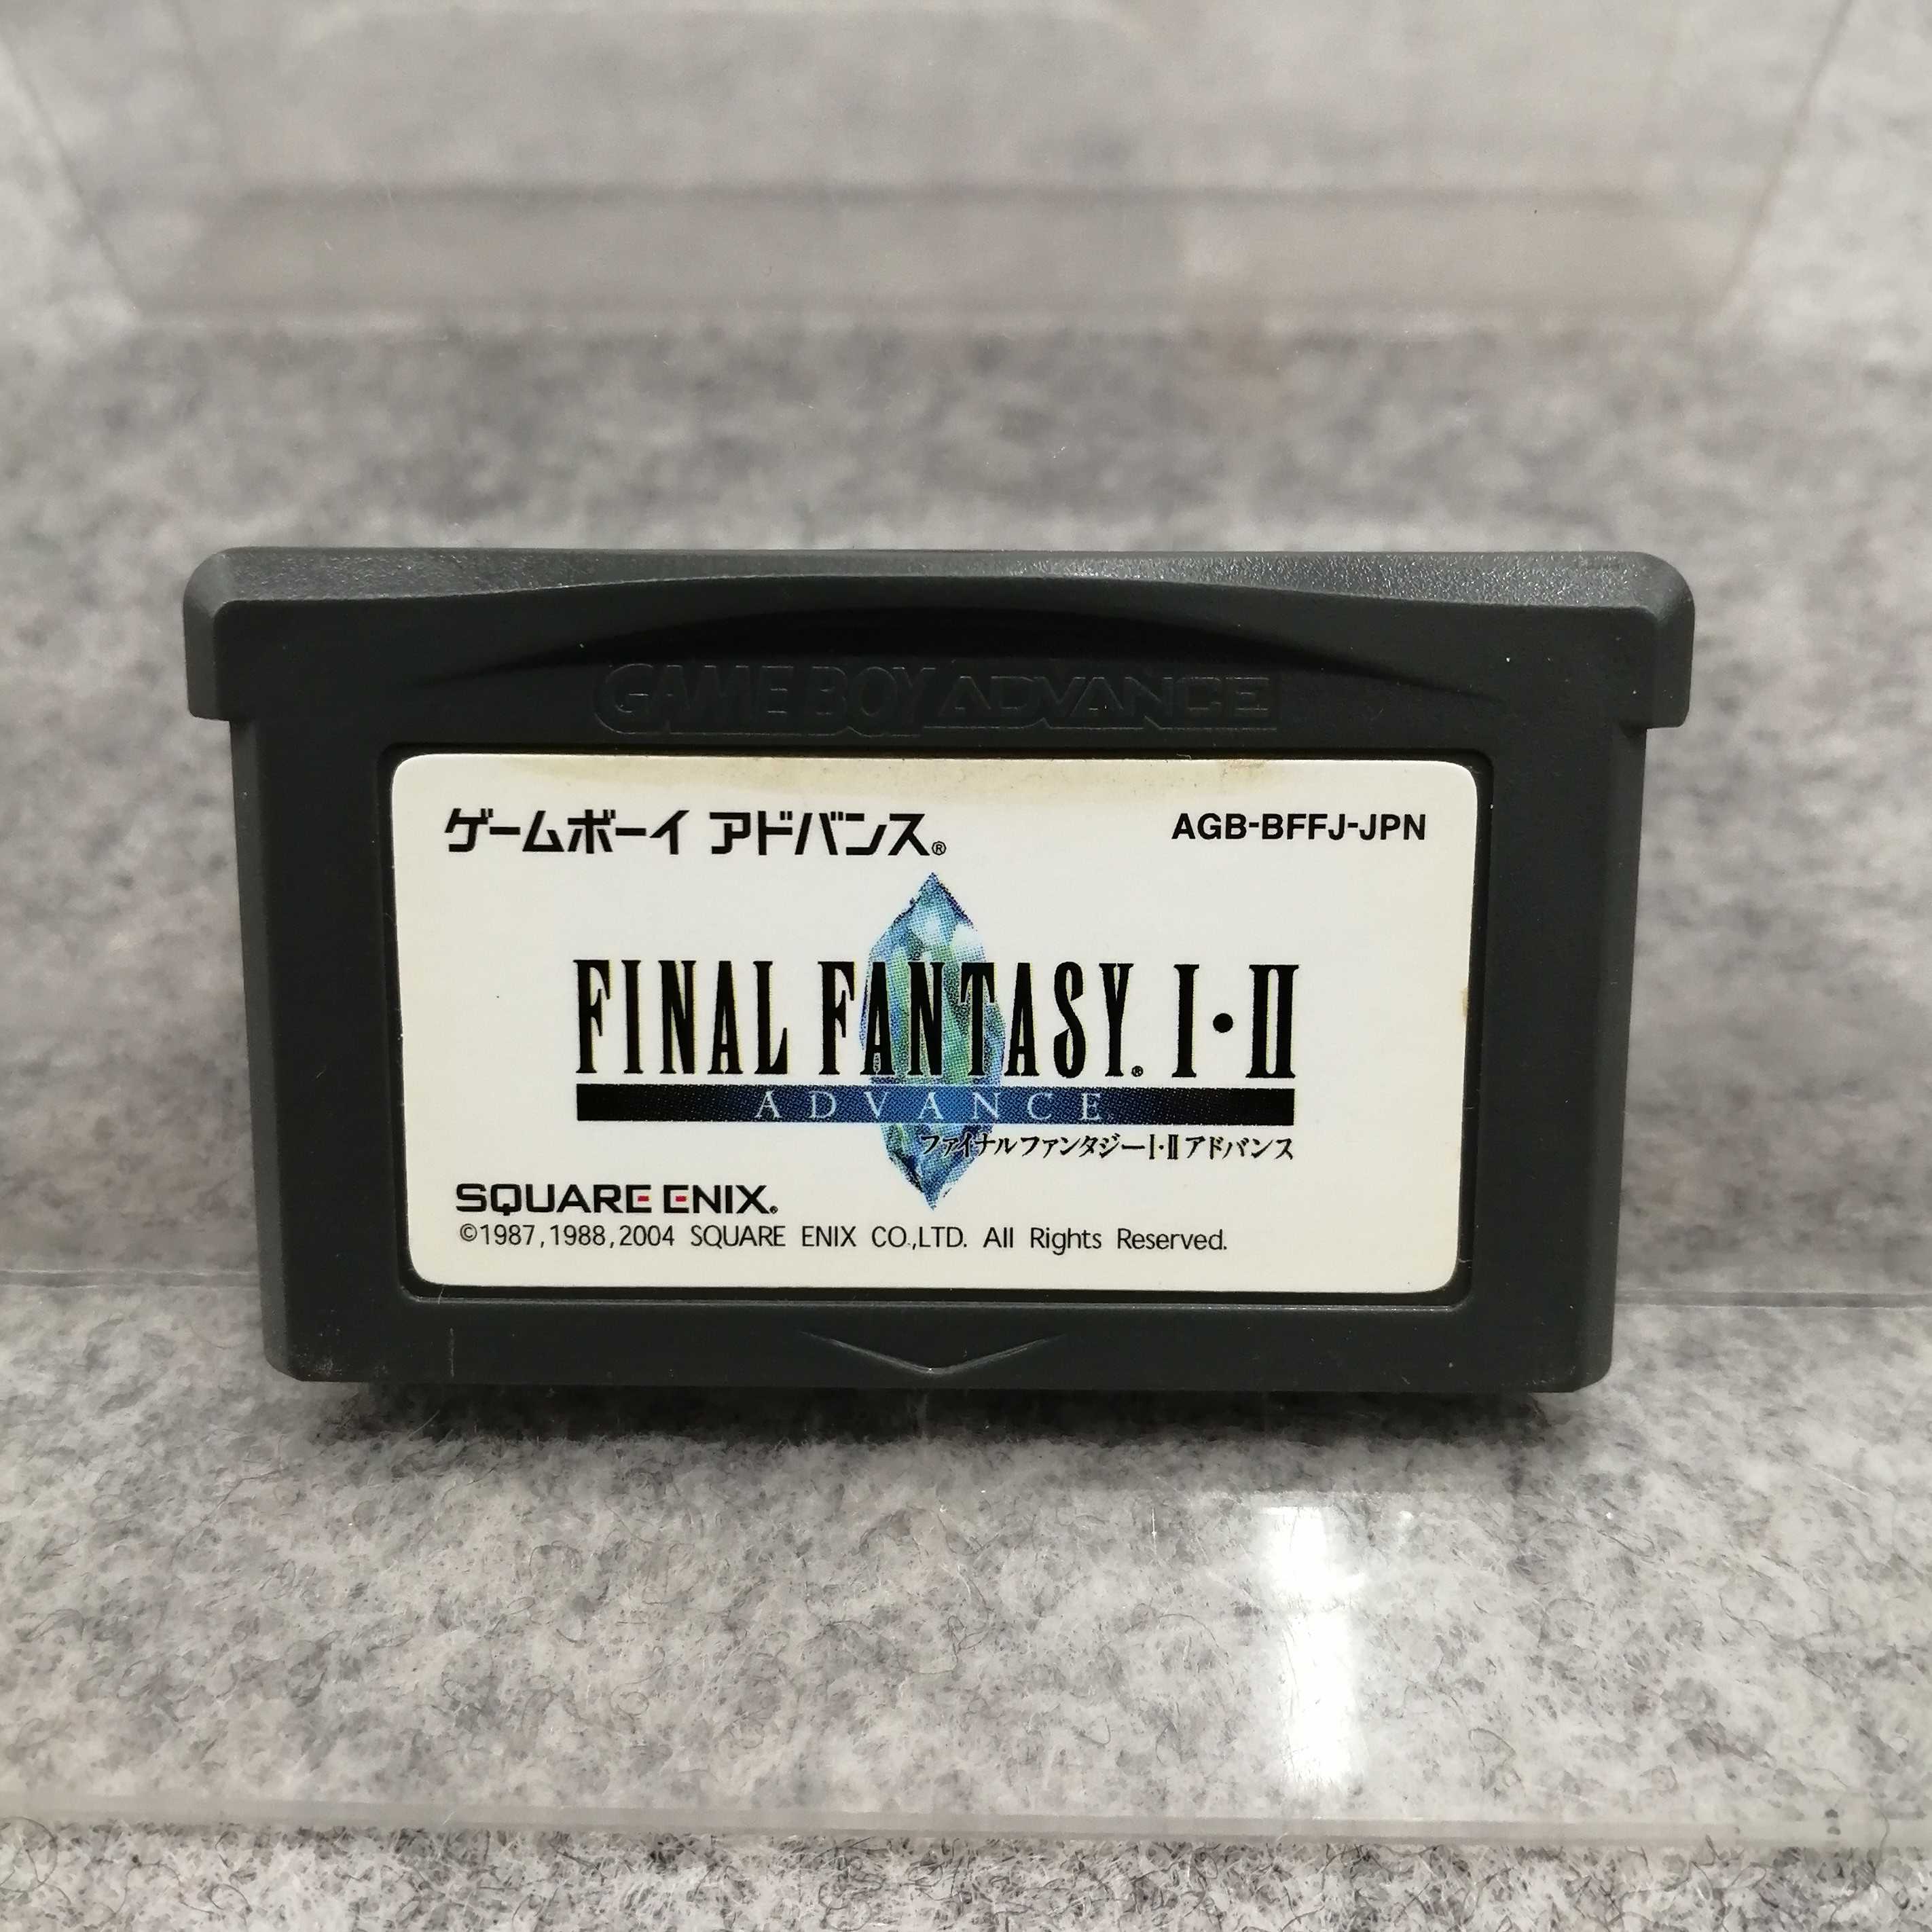 GAME BOY ADVANCE
ゲームボーイ アドバンス® AGB-BFFJ-JPN
FINAL FANTASY® I・II
ADVANCE
ファイナルファンタジーI・II アドバンス
SQUARE ENIX®
©1987,1988,2004 SQUARE ENIX CO.,LTD. All Rights Reserved.